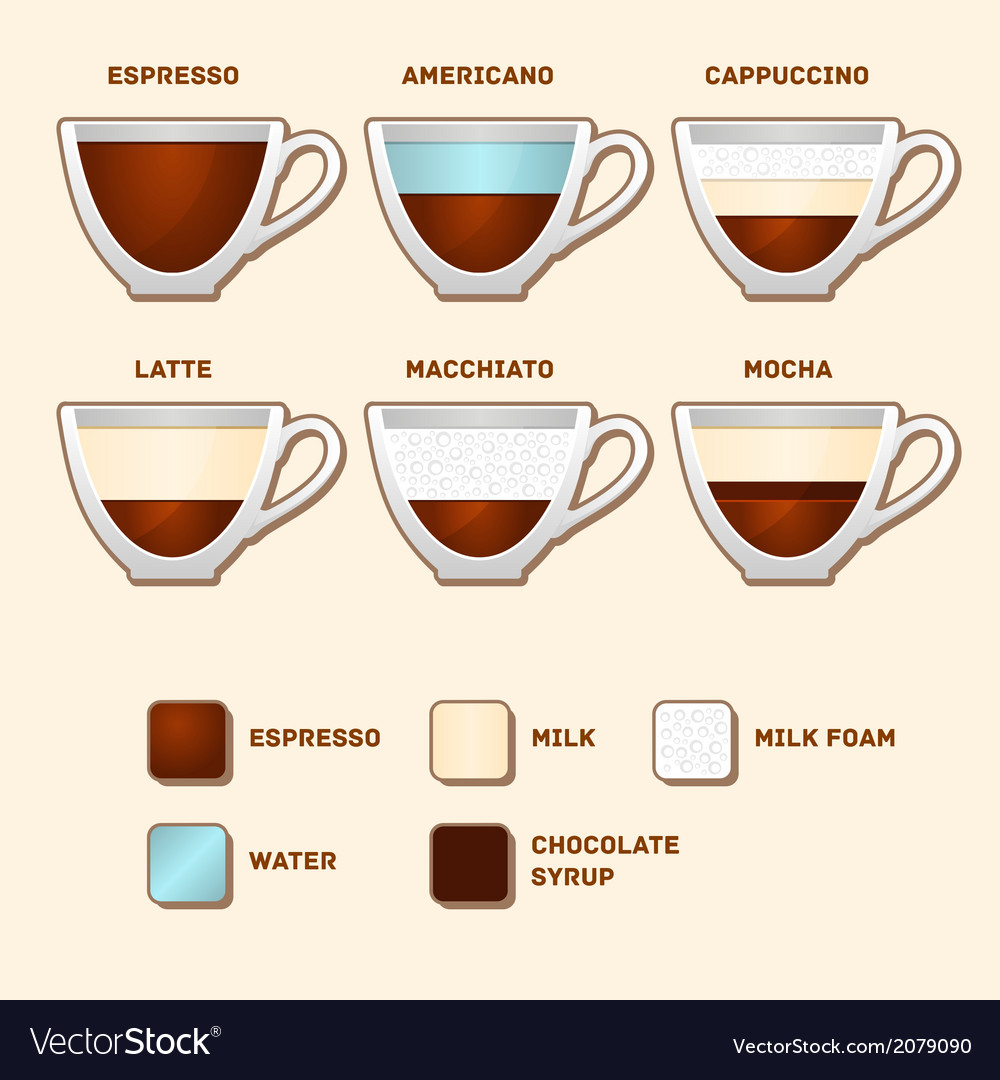 ESPRESSO
AMERICANO
CAPPUCCINO
LATTE
MACCHIATO
MOCHA
ESPRESSO
MILK
MILK FOAM
WATER
CHOCOLATE
SYRUP
VectorStock®
VectorStock.com/2079090